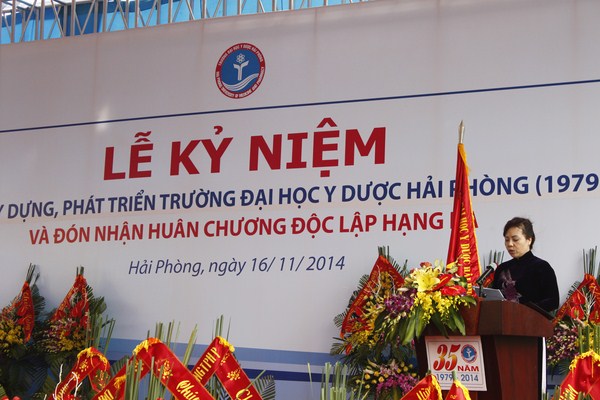 LỄ KỶ NIỆM
DỰNG, PHÁT TRIỂN TRƯỜNG ĐẠI HỌC Y DƯỢC HẢI PHÒNG (1979
VÀ ĐÓN NHẬN HUÂN CHƯƠNG ĐỘC LẬP HẠNG
Hải Phòng, ngày 16/11/2014
35
NĂM
1979 2014